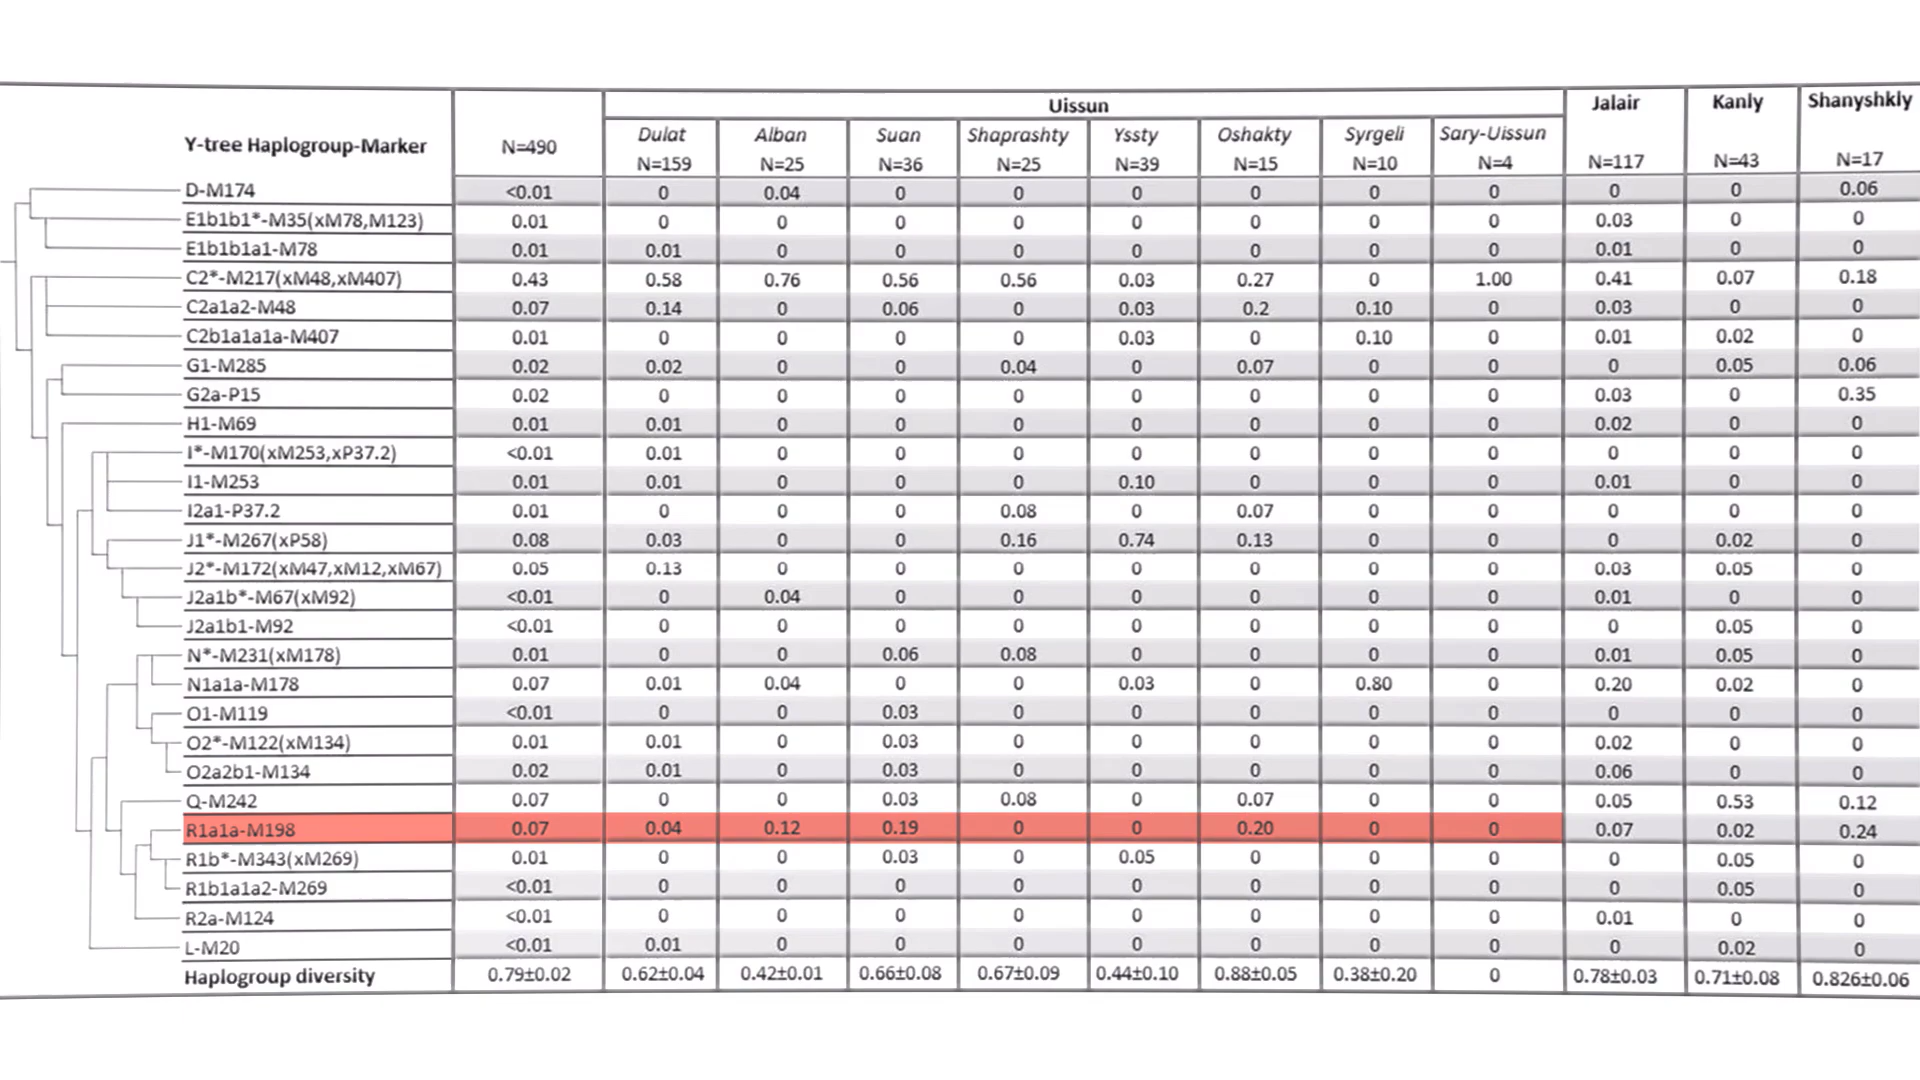 Uissun Jalair Kanly Shanyshkly
Y-tree Haplogroup-Marker N=490 Dulat Alban Suan Shaprashty Yssty Oshakty Syrgeli Sary-Uissun
N=159 N=25 N=36 N=25 N=39 N=15 N=10 N=4 N=117 N=43 N=17
D-M174 <0.01 0 0.04 0 0 0 0 0 0 0 0 0.06
E1b1b1*-M35(xM78,M123) 0.01 0 0 0 0 0 0 0 0 0.03 0 0
E1b1b1a1-M78 0.01 0.01 0 0 0 0 0 0 0 0.01 0 0
C2*-M217(xM48,xM407) 0.43 0.58 0.76 0.56 0.56 0.03 0.27 0 1.00 0.41 0.07 0.18
C2a1a2-M48 0.07 0.14 0 0.06 0 0.03 0.2 0.10 0 0.03 0 0
C2b1a1a1a-M407 0.01 0 0 0 0 0.03 0 0.10 0 0.01 0.02 0
G1-M285 0.02 0.02 0 0 0.04 0 0.07 0 0 0 0.05 0.06
G2a-P15 0.02 0 0 0 0 0 0 0 0 0.03 0 0.35
H1-M69 0.01 0.01 0 0 0 0 0 0 0 0.02 0 0
I*-M170(xM253,xP37.2) <0.01 0.01 0 0 0 0 0 0 0 0 0 0
I1-M253 0.01 0.01 0 0 0 0.10 0 0 0 0.01 0 0
I2a1-P37.2 0.01 0 0 0 0.08 0 0.07 0 0 0 0 0
J1*-M267(xP58) 0.08 0.03 0 0 0.16 0.74 0.13 0 0 0 0.02 0
J2*-M172(xM47,xM12,xM67) 0.05 0.13 0 0 0 0 0 0 0 0.03 0.05 0
J2a1b*-M67(xM92) <0.01 0 0.04 0 0 0 0 0 0 0.01 0 0
J2a1b1-M92 <0.01 0 0 0 0 0 0 0 0 0 0.05 0
N*-M231(xM178) 0.01 0 0 0.06 0.08 0 0 0 0 0.01 0.05 0
N1a1a-M178 0.07 0.01 0.04 0 0 0.03 0 0.80 0 0.20 0.02 0
O1-M119 <0.01 0 0 0.03 0 0 0 0 0 0 0 0
O2*-M122(xM134) 0.01 0.01 0 0.03 0 0 0 0 0 0.02 0 0
O2a2b1-M134 0.02 0.01 0 0.03 0 0 0 0 0 0.06 0 0
Q-M242 0.07 0 0 0.03 0.08 0 0.07 0 0 0.05 0.53 0.12
R1a1a-M198 0.07 0.04 0.12 0.19 0 0 0.20 0 0 0.07 0.02 0.24
R1b*-M343(xM269) 0.01 0 0 0.03 0 0.05 0 0 0 0 0.05 0
R1b1a1a2-M269 <0.01 0 0 0 0 0 0 0 0 0 0.05 0
R2a-M124 <0.01 0 0 0 0 0 0 0 0 0.01 0 0
L-M20 <0.01 0.01 0 0 0 0 0 0 0 0 0.02 0
Haplogroup diversity 0.79±0.02 0.62±0.04 0.42±0.01 0.66±0.08 0.67±0.09 0.44±0.10 0.88±0.05 0.38±0.20 0 0.78±0.03 0.71±0.08 0.826±0.06